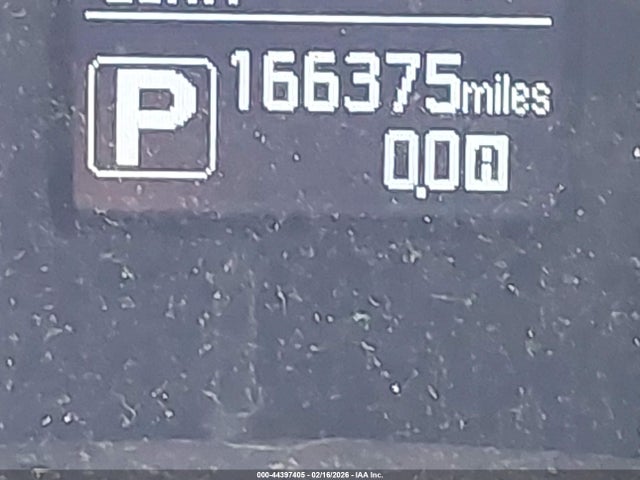 P
166375miles
0.0A
000-44397405 - 02/16/2026 - IAA Inc.